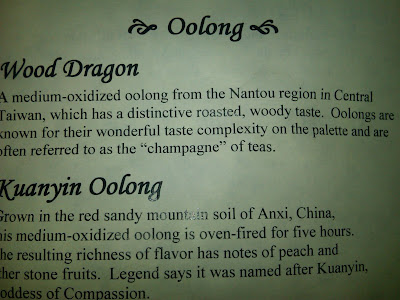 Oolong
Wood Dragon
A medium-oxidized oolong from the Nantou region in Central
Taiwan, which has a distinctive roasted, woody taste. Oolongs are
known for their wonderful taste complexity on the palette and are
often referred to as the “champagne” of teas.
Kuanyin Oolong
Grown in the red sandy mountain soil of Anxi, China,
his medium-oxidized oolong is oven-fired for five hours.
he resulting richness of flavor has notes of peach and
ther stone fruits. Legend says it was named after Kuanyin,
oddess of Compassion.